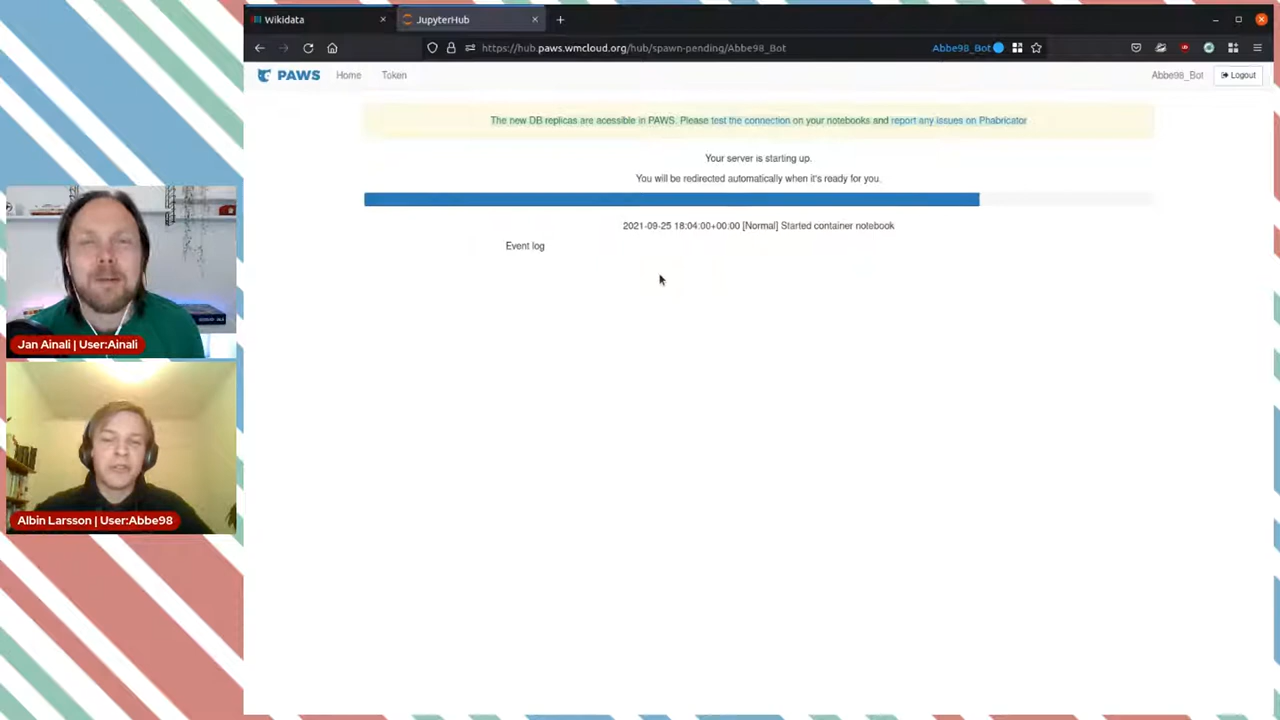 Wikidata
JupyterHub
https://hub.paws.wmcloud.org/hub/spawn-pending/Abbe98_Bot
Abbe98_Bot
PAWS
Home
Token
Abbe98_Bot
Logout
The new DB replicas are acessible in PAWS. Please test the connection on your notebooks and report any issues on Phabricator
Your server is starting up.
You will be redirected automatically when it's ready for you.
2021-09-25 18:04:00+00:00 [Normal] Started container notebook
Event log
Jan Ainali | User:Ainali
Albin Larsson | User:Abbe98